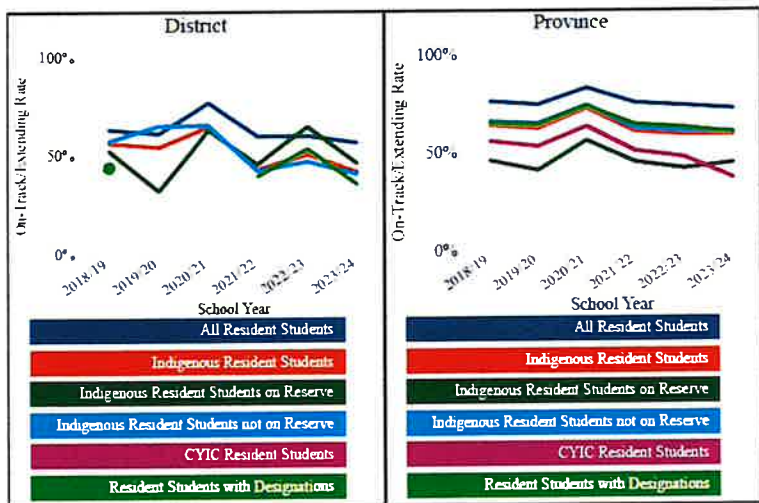 District
100%
50%
0%
On-Track/Extending Rate
2018/19
2019/20
2020/21
2021/22
2022/23
2023/24
School Year
All Resident Students
Indigenous Resident Students
Indigenous Resident Students on Reserve
Indigenous Resident Students not on Reserve
CYIC Resident Students
Resident Students with Designations
Province
100%
50%
0%
On-Track/Extending Rate
2018/19
2019/20
2020/21
2021/22
2022/23
2023/24
School Year
All Resident Students
Indigenous Resident Students
Indigenous Resident Students on Reserve
Indigenous Resident Students not on Reserve
CYIC Resident Students
Resident Students with Designations